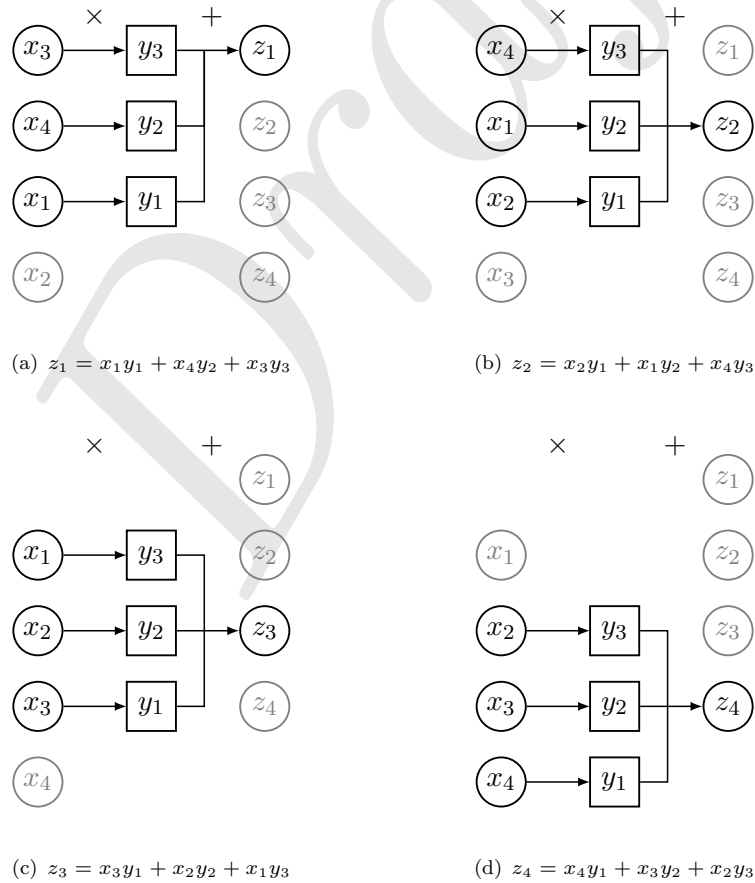 × + × +
x₃ y₃ z₁ x₄ y₃ z₁
x₄ y₂ z₂ x₁ y₂ z₂
x₁ y₁ z₃ x₂ y₁ z₃
x₂ z₄ x₃ z₄
(a) z₁ = x₁y₁ + x₄y₂ + x₃y₃ (b) z₂ = x₂y₁ + x₁y₂ + x₄y₃
× + × +
z₁ z₁
x₁ y₃ z₂ x₁ z₂
x₂ y₂ z₃ x₂ y₃ z₃
x₃ y₁ z₄ x₃ y₂ z₄
x₄ x₄ y₁
(c) z₃ = x₃y₁ + x₂y₂ + x₁y₃ (d) z₄ = x₄y₁ + x₃y₂ + x₂y₃